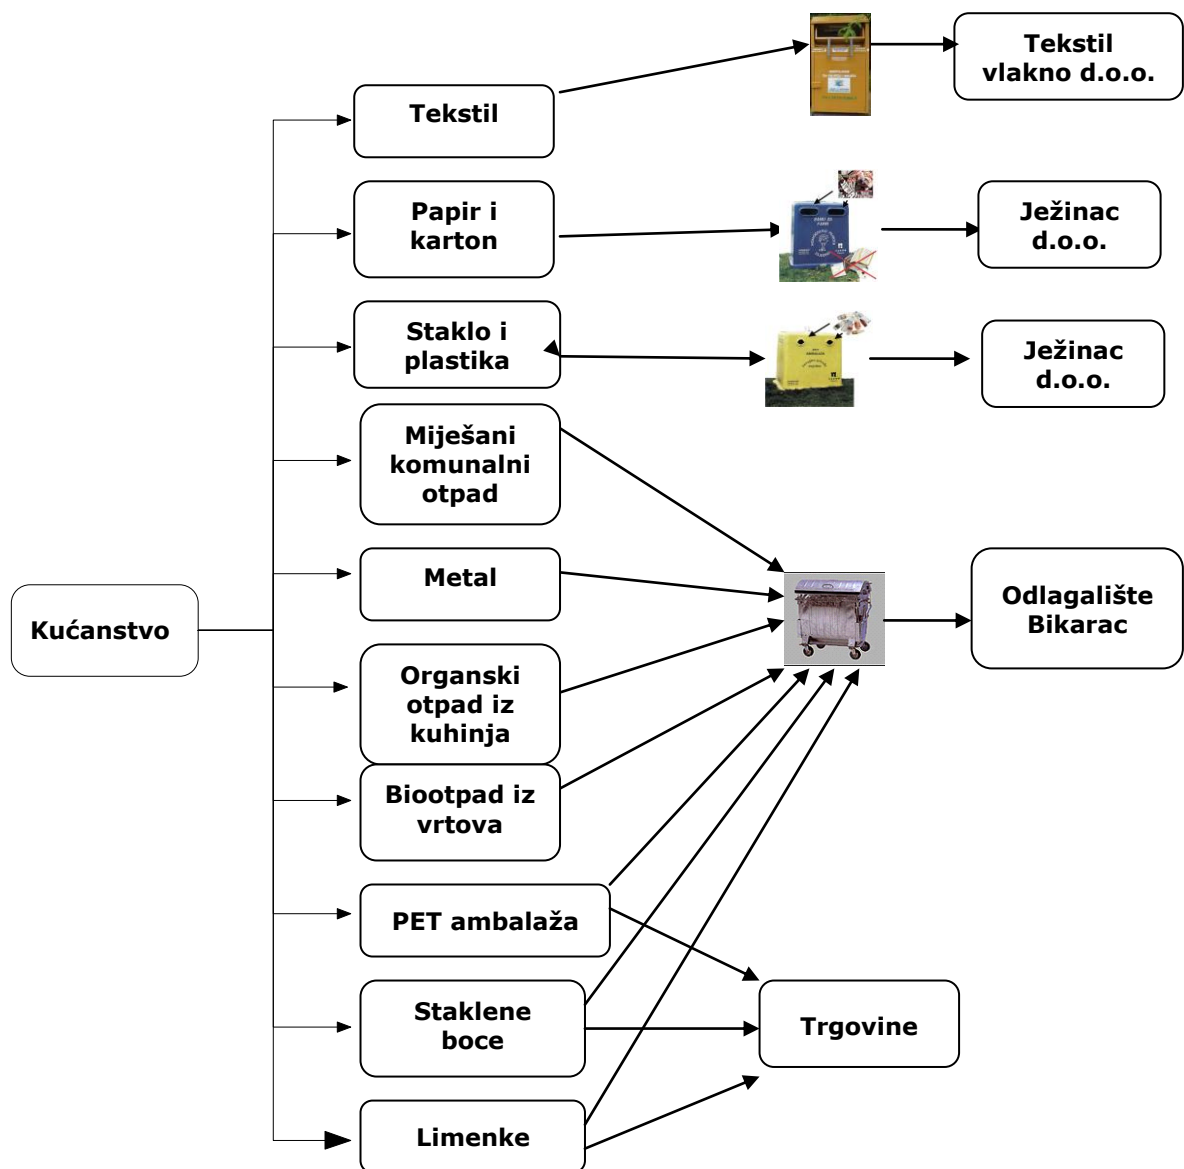 Tekstil
vlakno d.o.o.
Tekstil
Papir i
karton
Ježinac
d.o.o.
Staklo i
plastika
Ježinac
d.o.o.
Miješani
komunalni
otpad
Metal
Odlagalište
Bikarac
Kućanstvo
Organski
otpad iz
kuhinja
Biootpad iz
vrtova
PET ambalaža
Staklene
boce
Trgovine
Limenke